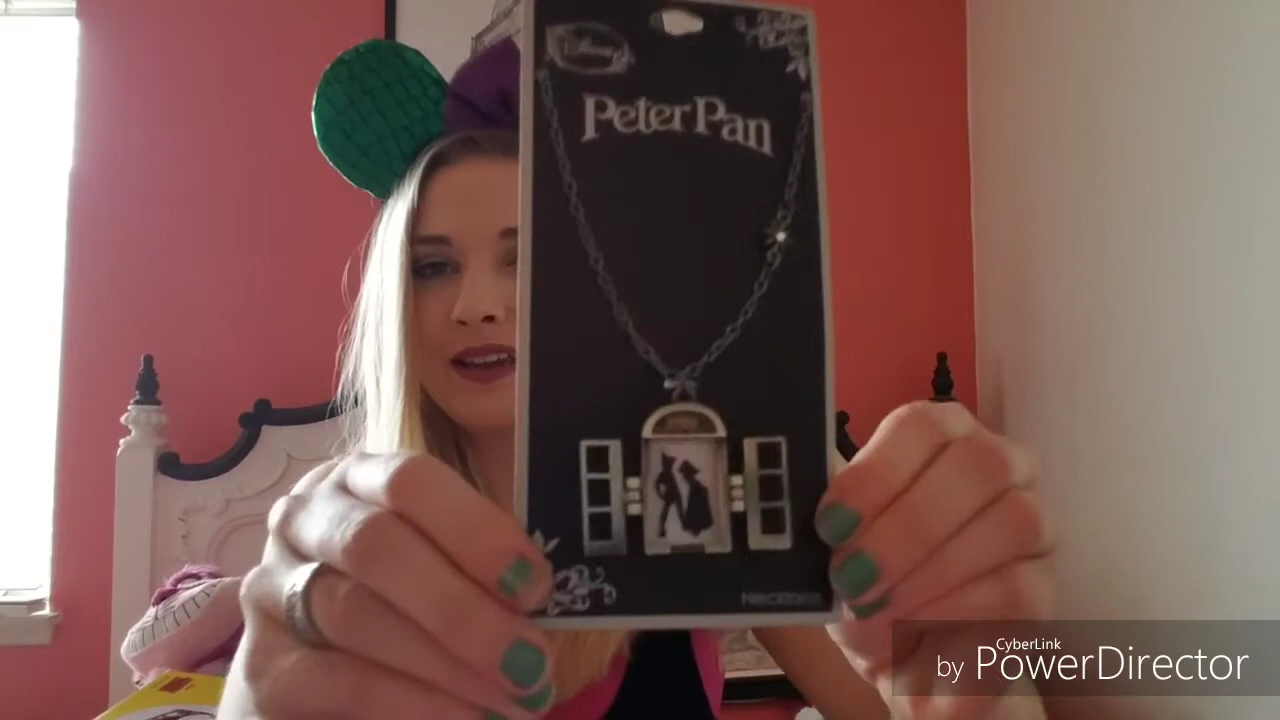 Disney
Peter Pan
Necklace
CyberLink
by PowerDirector